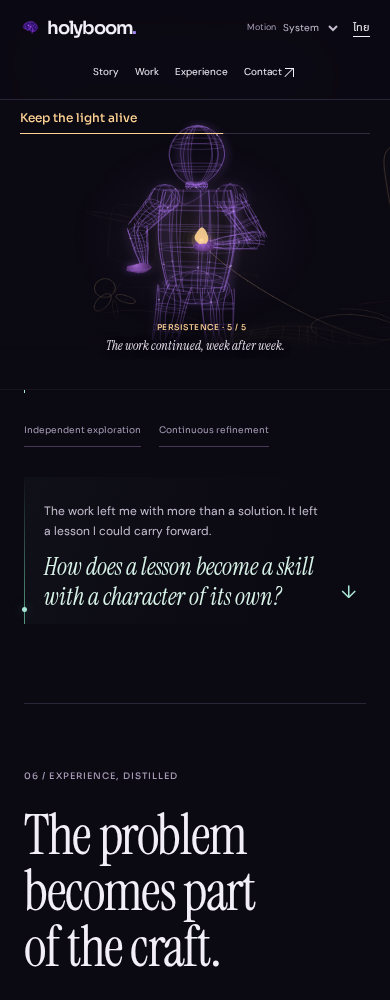 holyboom.
Motion System
ไทย
Story Work Experience Contact
Keep the light alive
PERSISTENCE · 5 / 5
The work continued, week after week.
Independent exploration Continuous refinement
The work left me with more than a solution. It left
a lesson I could carry forward.
How does a lesson become a skill
with a character of its own?
06 / EXPERIENCE, DISTILLED
The problem
becomes part
of the craft.